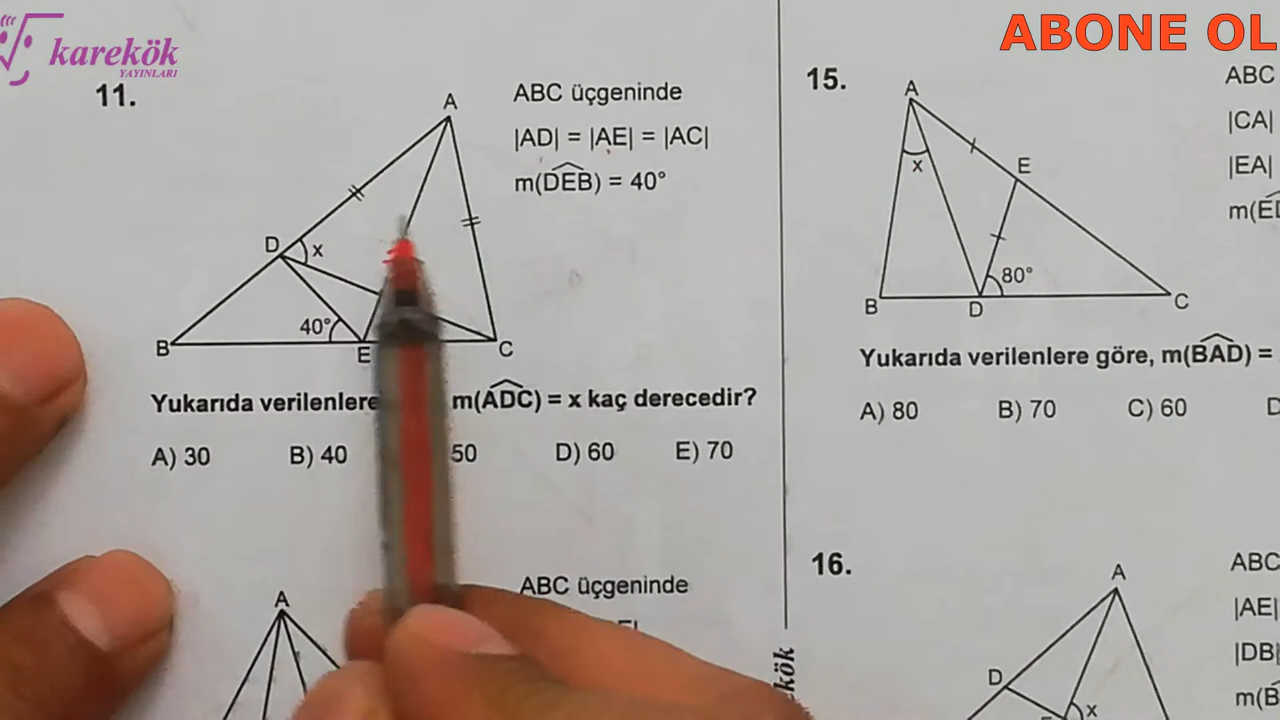 karekök
YAYINLARI
ABONE OL
11.
A
D
x
40°
B
E
C
ABC üçgeninde
|AD| = |AE| = |AC|
m(DEB) = 40°
Yukarıda verilenlere m(ADC) = x kaç derecedir?
A) 30 B) 40 50 D) 60 E) 70
A
ABC üçgeninde
15.
A
x
E
80°
B
D
C
ABC
|CA|
|EA|
m(ED
Yukarıda verilenlere göre, m(BAD) =
A) 80 B) 70 C) 60
16.
A
D
x
ABC
|AE|
|DB|
m(B
ekök